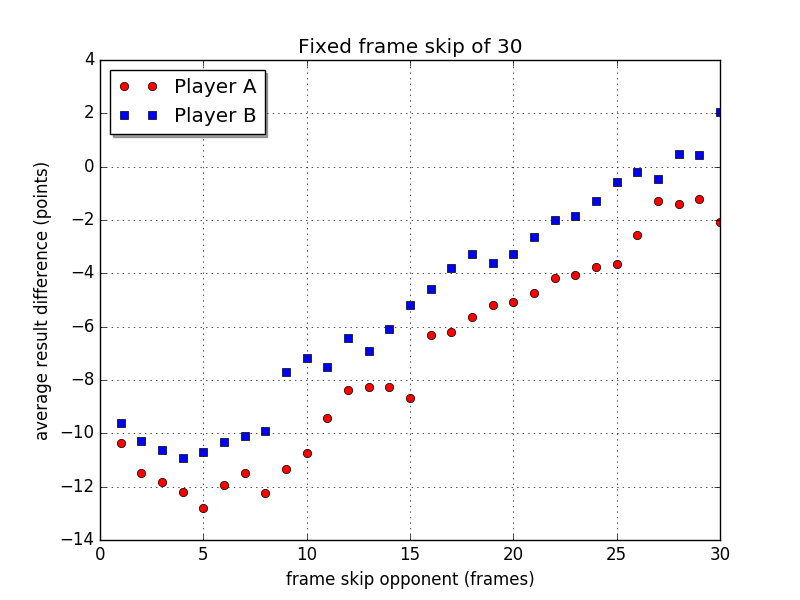 Fixed frame skip of 30
Player A
Player B
average result difference (points)
4
2
0
−2
−4
−6
−8
−10
−12
−14
0 5 10 15 20 25 30
frame skip opponent (frames)